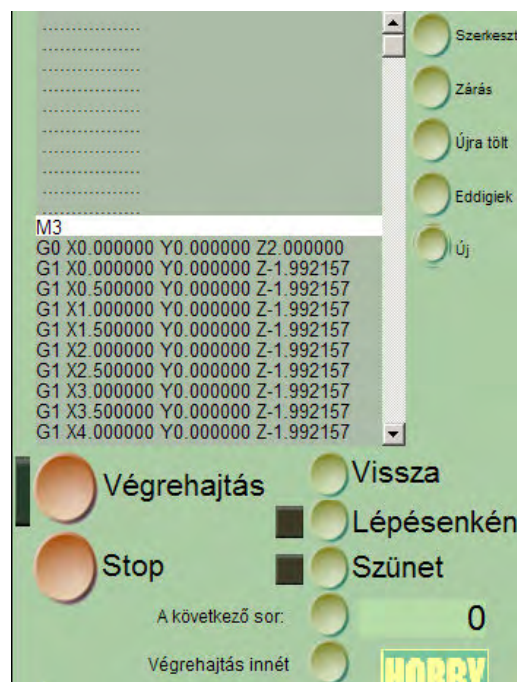 ................
................
................
................
................
................
................
................
................
................
M3
G0 X0.000000 Y0.000000 Z2.000000
G1 X0.000000 Y0.000000 Z-1.992157
G1 X0.500000 Y0.000000 Z-1.992157
G1 X1.000000 Y0.000000 Z-1.992157
G1 X1.500000 Y0.000000 Z-1.992157
G1 X2.000000 Y0.000000 Z-1.992157
G1 X2.500000 Y0.000000 Z-1.992157
G1 X3.000000 Y0.000000 Z-1.992157
G1 X3.500000 Y0.000000 Z-1.992157
G1 X4.000000 Y0.000000 Z-1.992157
Szerkeszt
Zárás
Újra tölt
Eddigiek
Új
Végrehajtás
Vissza
Lépésenkén
Stop
Szünet
A következő sor:
0
Végrehajtás innét
HOBBY